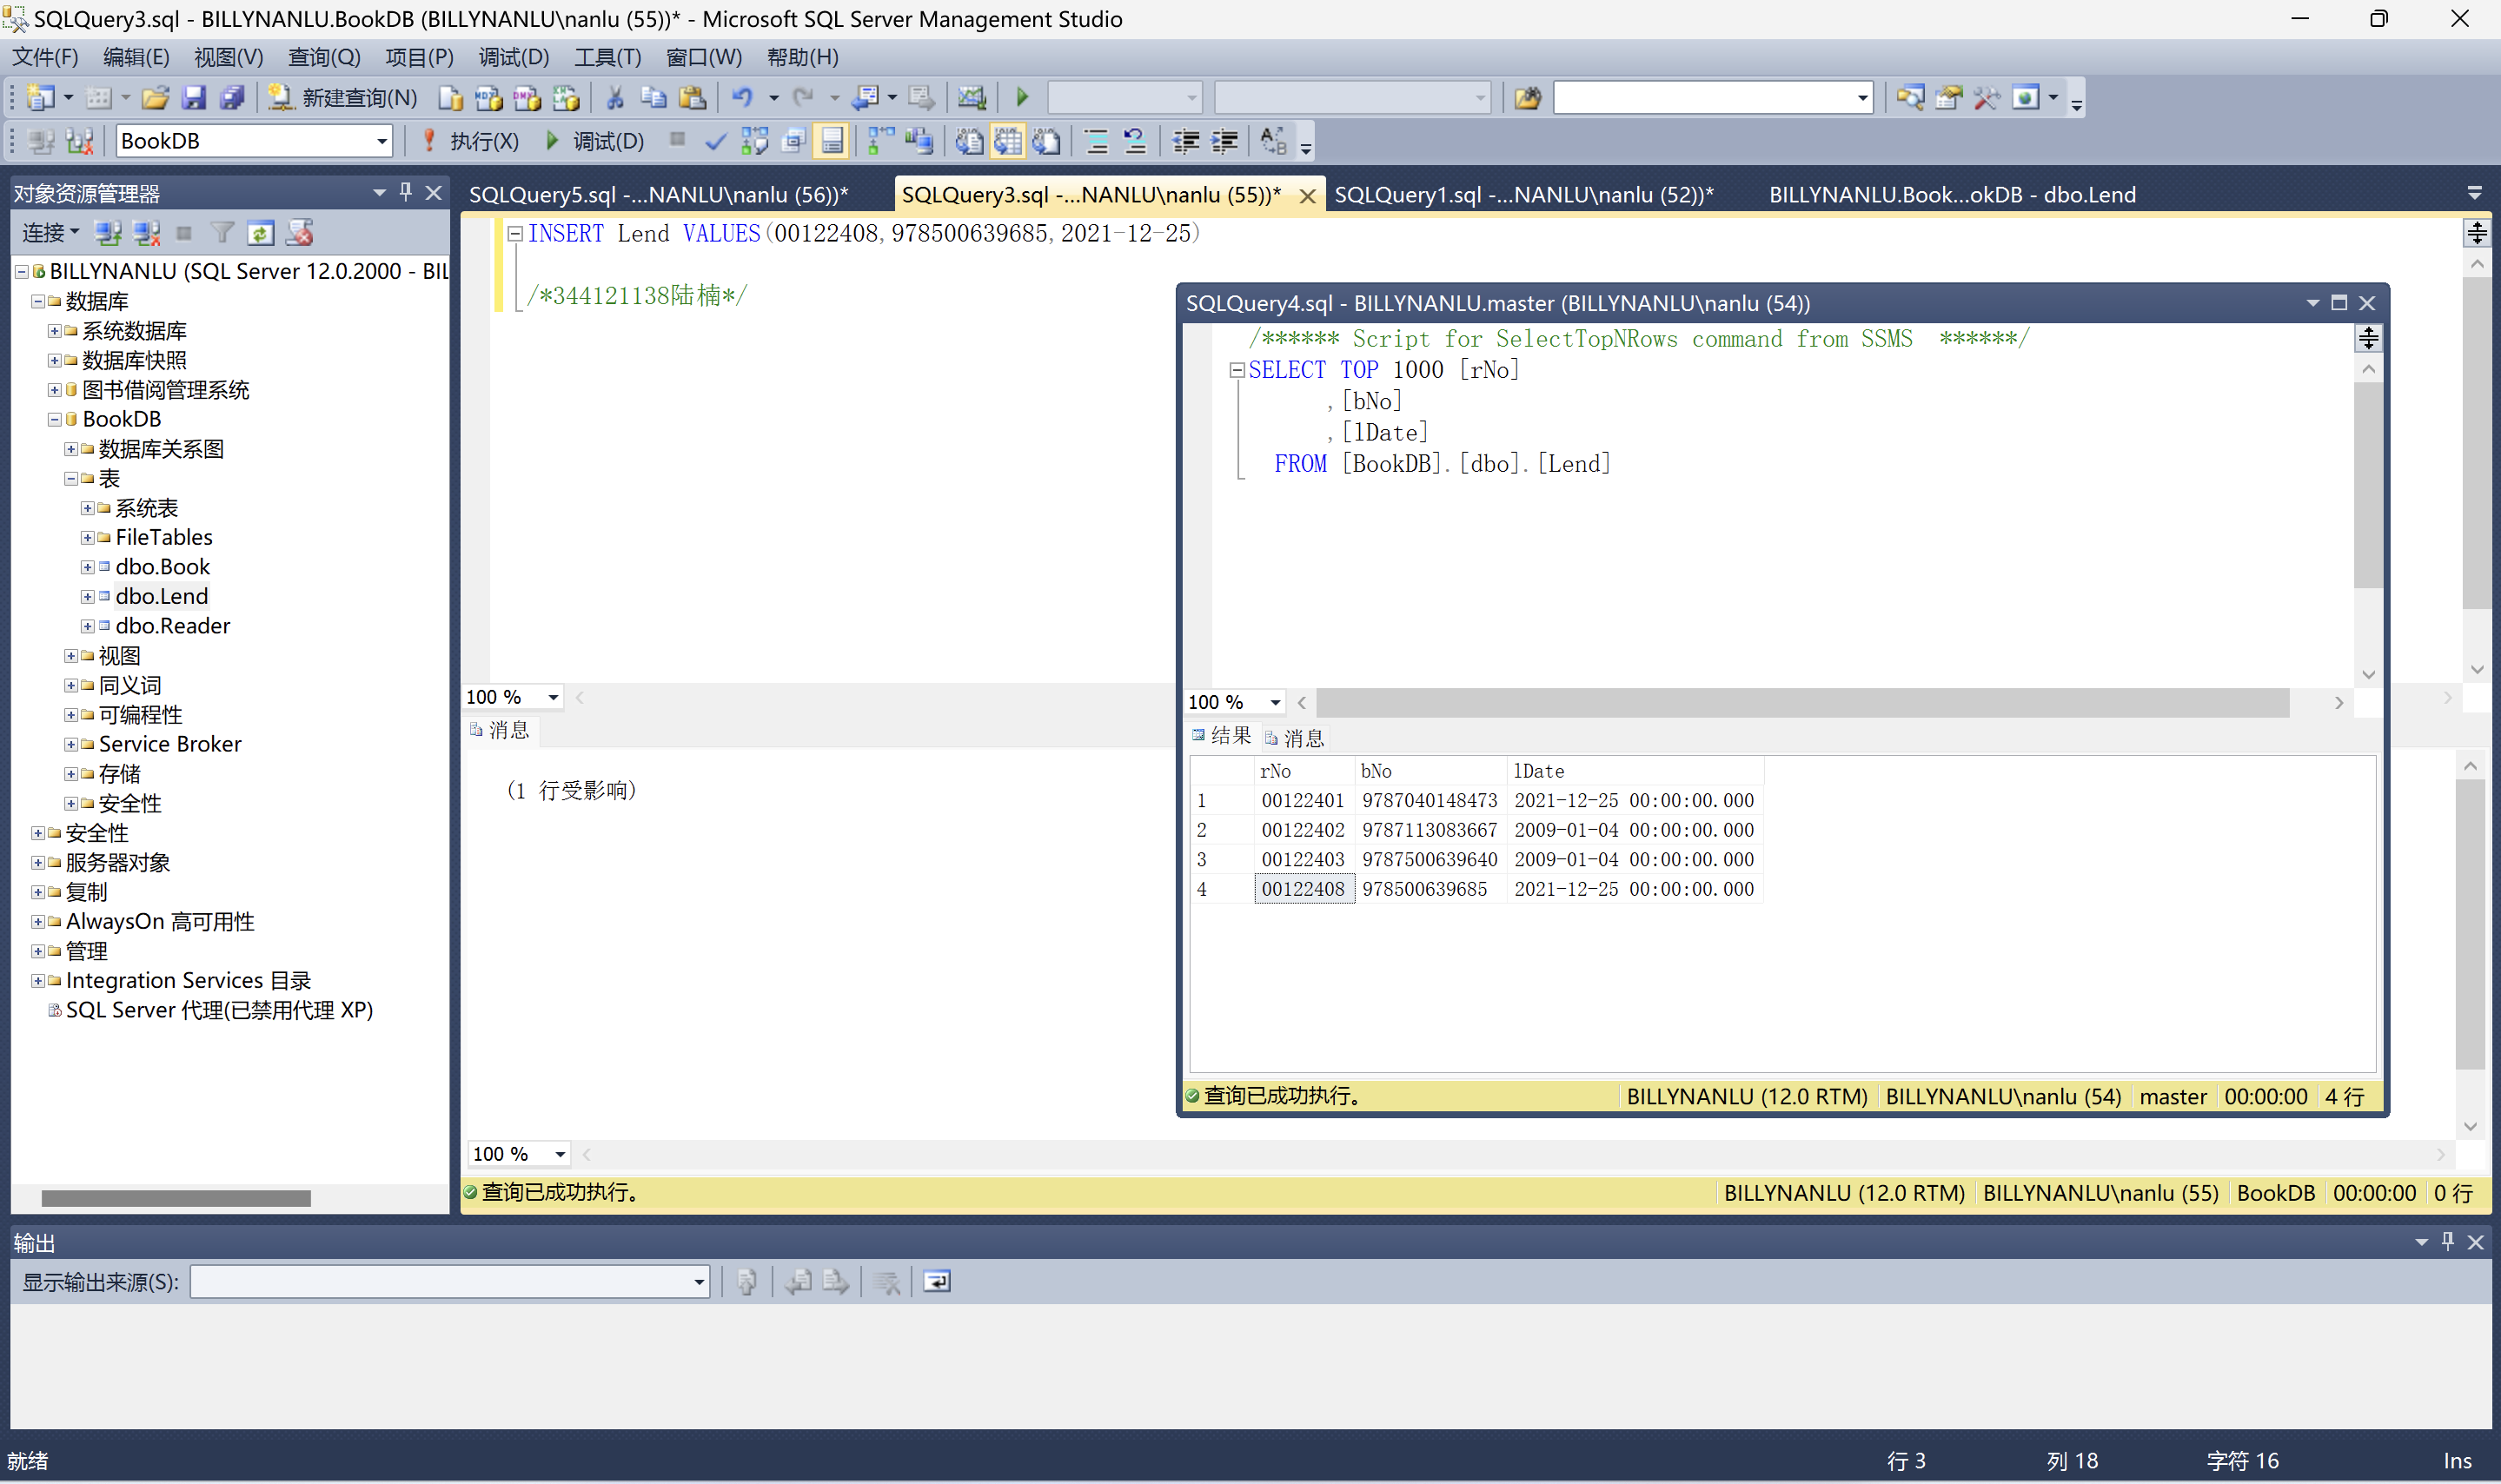 SQLQuery3.sql - BILLYNANLU.BookDB (BILLYNANLU\nanlu (55))* - Microsoft SQL Server Management Studio
文件(F) 编辑(E) 视图(V) 查询(Q) 项目(P) 调试(D) 工具(T) 窗口(W) 帮助(H)
新建查询(N)
BookDB 执行(X) 调试(D)
对象资源管理器
连接
BILLYNANLU (SQL Server 12.0.2000 - BIL
数据库
系统数据库
数据库快照
图书借阅管理系统
BookDB
数据库关系图
表
系统表
FileTables
dbo.Book
dbo.Lend
dbo.Reader
视图
同义词
可编程性
Service Broker
存储
安全性
安全性
服务器对象
复制
AlwaysOn 高可用性
管理
Integration Services 目录
SQL Server 代理(已禁用代理 XP)
SQLQuery5.sql -...NANLU\nanlu (56))* SQLQuery3.sql -...NANLU\nanlu (55))* SQLQuery1.sql -...NANLU\nanlu (52))* BILLYNANLU.Book...okDB - dbo.Lend
INSERT Lend VALUES(00122408,978500639685,2021-12-25)
/*344121138陆楠*/
100 %
消息
(1 行受影响)
100 %
查询已成功执行。 BILLYNANLU (12.0 RTM) BILLYNANLU\nanlu (55) BookDB 00:00:00 0 行
SQLQuery4.sql - BILLYNANLU.master (BILLYNANLU\nanlu (54))
/****** Script for SelectTopNRows command from SSMS ******/
SELECT TOP 1000 [rNo]
,[bNo]
,[lDate]
FROM [BookDB].[dbo].[Lend]
100 %
结果 消息
rNo bNo lDate
1 00122401 9787040148473 2021-12-25 00:00:00.000
2 00122402 9787113083667 2009-01-04 00:00:00.000
3 00122403 9787500639640 2009-01-04 00:00:00.000
4 00122408 978500639685 2021-12-25 00:00:00.000
查询已成功执行。 BILLYNANLU (12.0 RTM) BILLYNANLU\nanlu (54) master 00:00:00 4 行
输出
显示输出来源(S):
就绪 行 3 列 18 字符 16 Ins